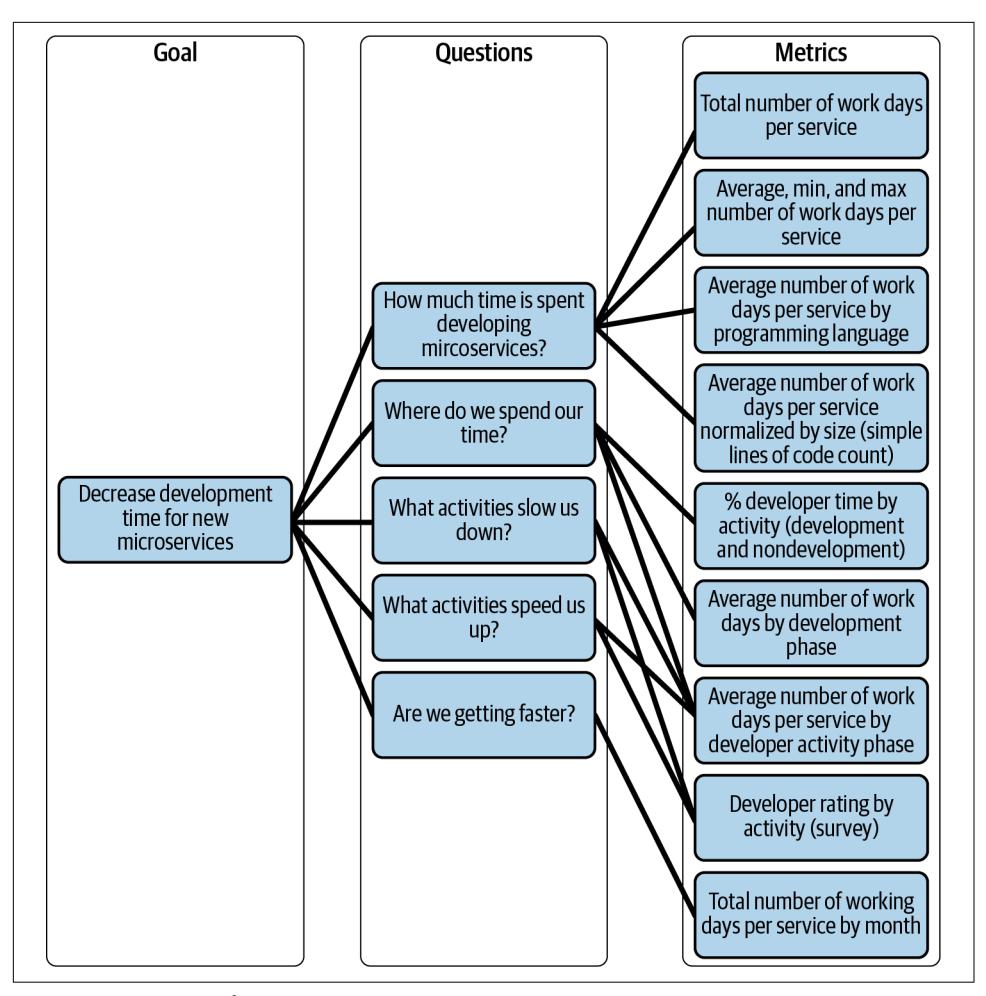 Goal
Decrease development
time for new
microservices
Questions
How much time is spent
developing
mircoservices?
Where do we spend our
time?
What activities slow us
down?
What activities speed us
up?
Are we getting faster?
Metrics
Total number of work days
per service
Average, min, and max
number of work days per
service
Average number of work
days per service by
programming language
Average number of work
days per service
normalized by size (simple
lines of code count)
% developer time by
activity (development
and nondevelopment)
Average number of work
days by development
phase
Average number of work
days per service by
developer activity phase
Developer rating by
activity (survey)
Total number of working
days per service by month